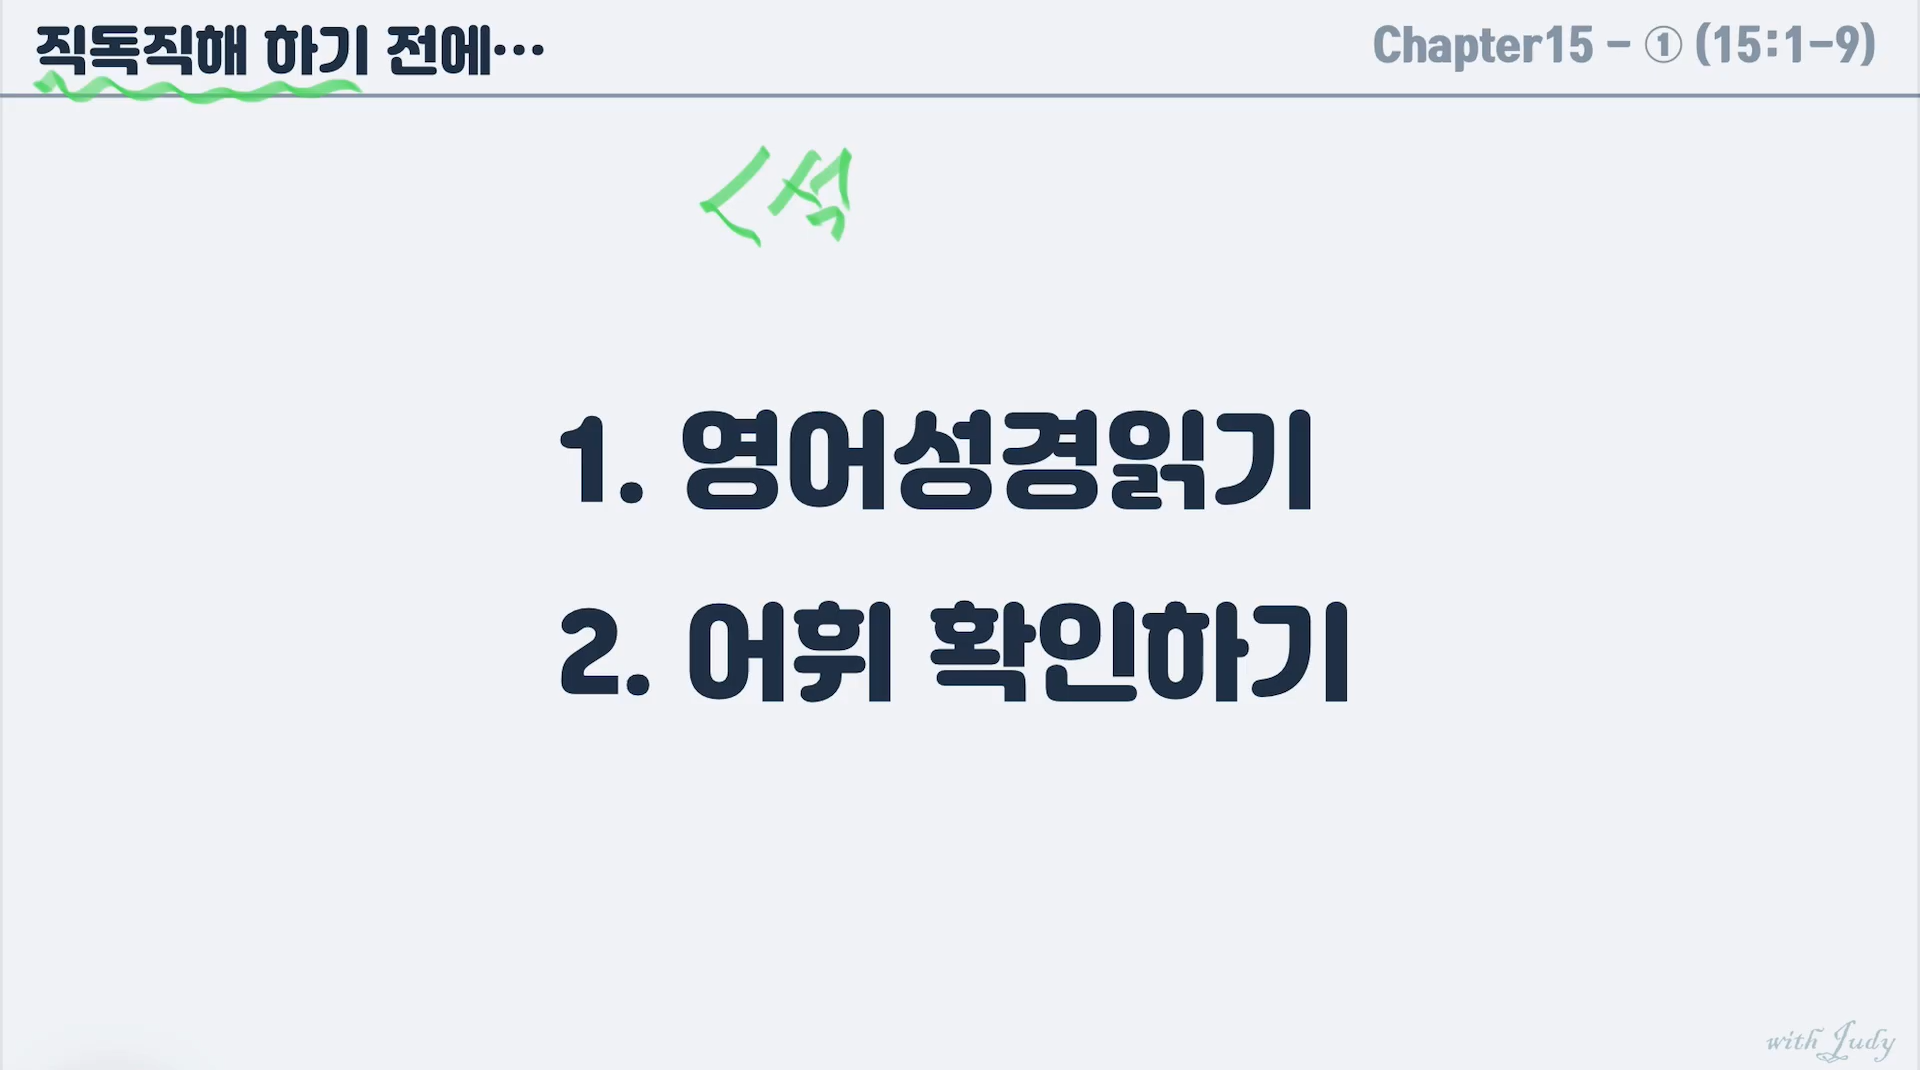 직독직해 하기 전에…
Chapter15 - ① (15:1-9)
1. 영어성경읽기
2. 어휘 확인하기
with Judy